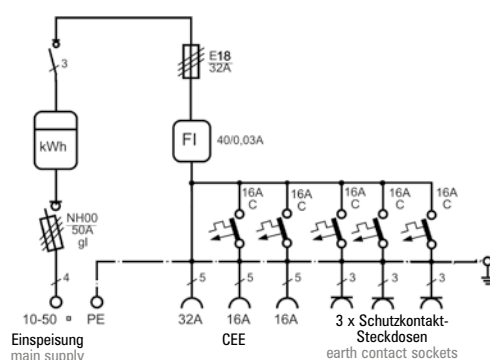 E18
32A
3
kWh
FI
40/0,03A
16A
C
16A
C
16A
C
16A
C
16A
C
NH00
50A
gl
4
5
5
5
3
3
3
10-50 ¤
PE
32A
16A
16A
3 x Schutzkontakt-
Steckdosen
earth contact sockets
Einspeisung
main supply
CEE